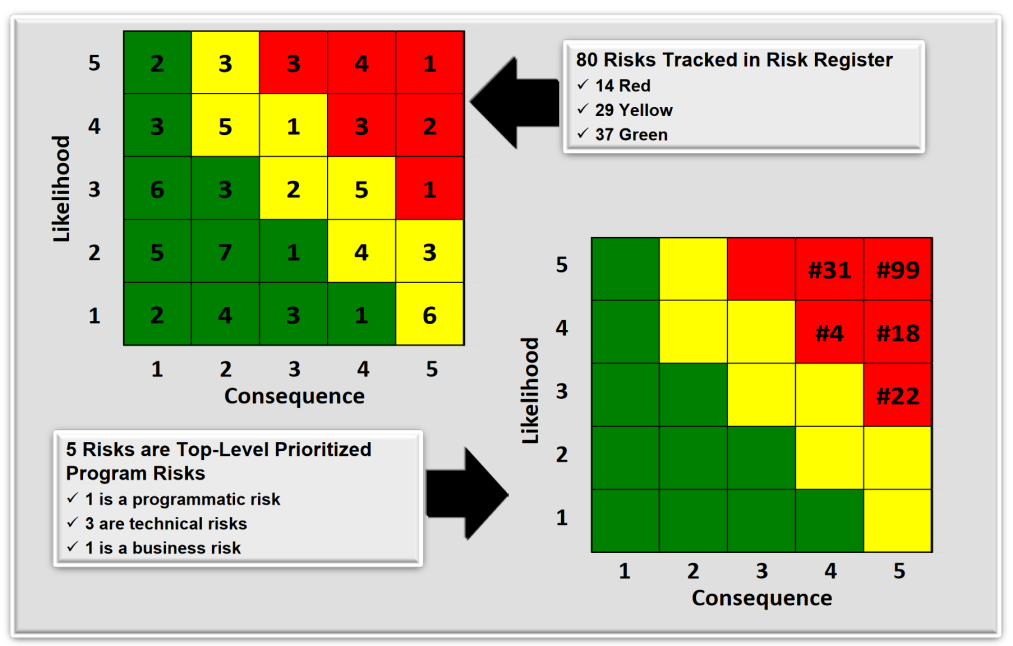 5 2 3 3 4 1
4 3 5 1 3 2
3 6 3 2 5 1
2 5 7 1 4 3
1 2 4 3 1 6
1 2 3 4 5
Likelihood
Consequence
80 Risks Tracked in Risk Register
✓ 14 Red
✓ 29 Yellow
✓ 37 Green
5 Risks are Top-Level Prioritized
Program Risks
✓ 1 is a programmatic risk
✓ 3 are technical risks
✓ 1 is a business risk
5 #31 #99
4 #4 #18
3 #22
2
1
1 2 3 4 5
Likelihood
Consequence